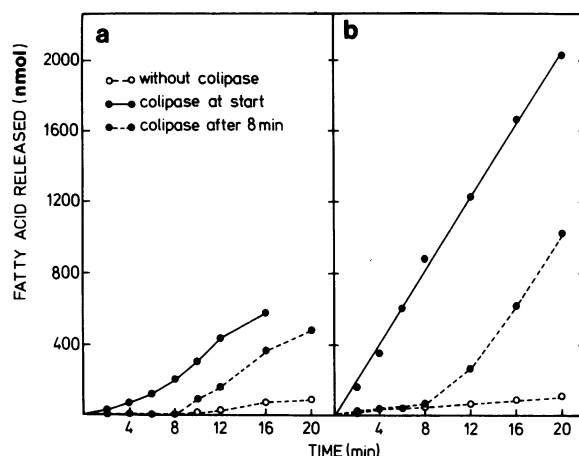 a
b
FATTY ACID RELEASED (nmol)
2000
1600
1200
800
400
without colipase
colipase at start
colipase after 8 min
4 8 12 16 20
4 8 12 16 20
TIME (min)